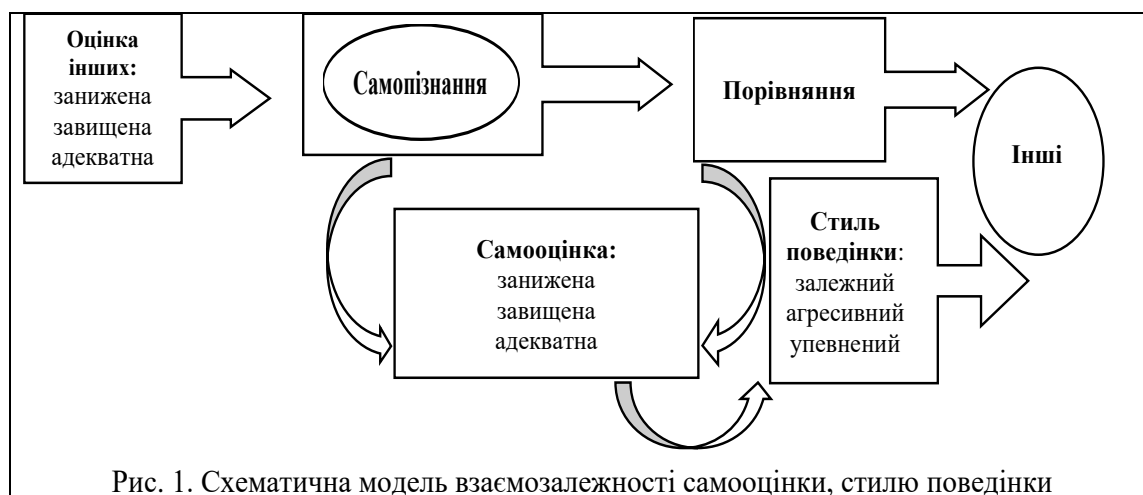 Оцінка
інших:
занижена
завищена
адекватна
Самопізнання
Порівняння
Інші
Самооцінка:
занижена
завищена
адекватна
Стиль
поведінки:
залежний
агресивний
упевнений
Рис. 1. Схематична модель взаємозалежності самооцінки, стилю поведінки